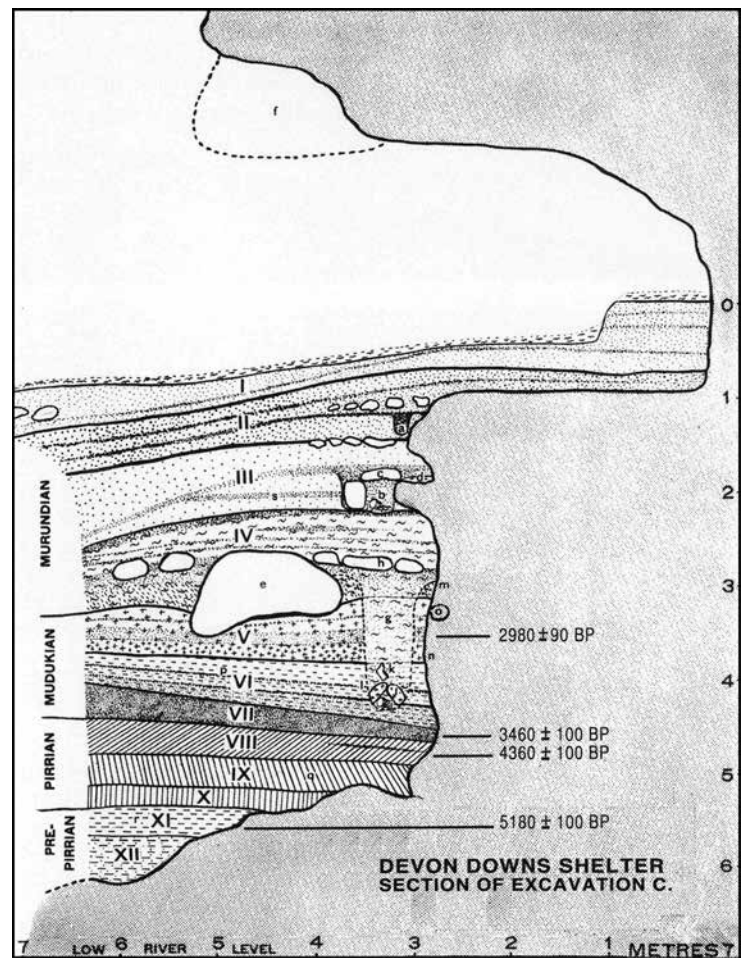 f
0
I
1
II
a
III
c
d
s
b
2
IV
h
MURUNDIAN
e
m
3
o
g
V
2980 ±90 BP
n
MUDUKIAN
p
k
VI
4
VII
3460 ± 100 BP
VIII
4360 ± 100 BP
PIRRIAN
IX
q
5
X
XI
5180 ± 100 BP
PRE-
PIRRIAN
XII
DEVON DOWNS SHELTER
SECTION OF EXCAVATION C.
6
7 LOW 6 RIVER 5 LEVEL 4 3 2 1 METRES 7